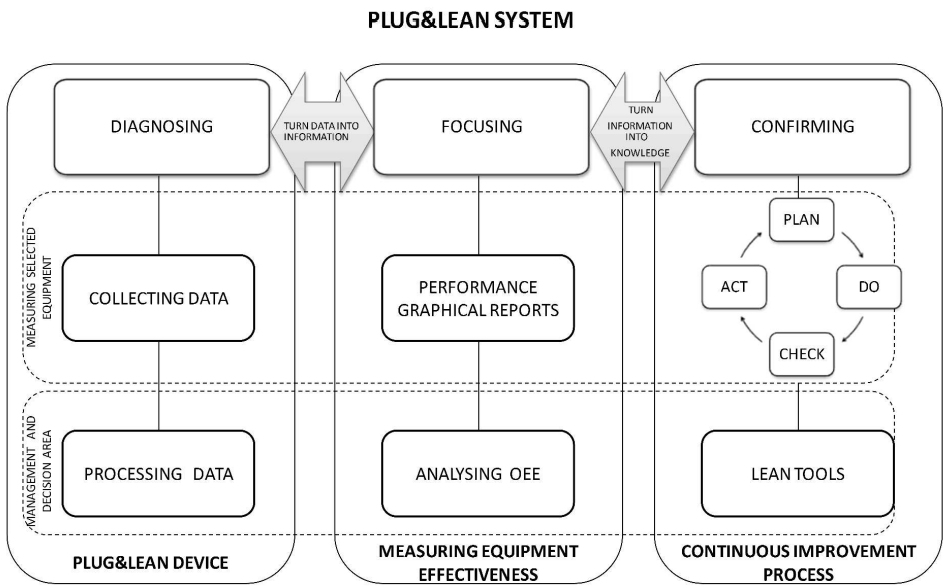 PLUG&LEAN SYSTEM
DIAGNOSING
TURN DATA INTO
INFORMATION
FOCUSING
TURN
INFORMATION
INTO
KNOWLEDGE
CONFIRMING
MEASURING SELECTED
EQUIPMENT
COLLECTING DATA
PERFORMANCE
GRAPHICAL REPORTS
PLAN
ACT
DO
CHECK
MANAGEMENT AND
DECISION AREA
PROCESSING DATA
ANALYSING OEE
LEAN TOOLS
PLUG&LEAN DEVICE
MEASURING EQUIPMENT
EFFECTIVENESS
CONTINUOUS IMPROVEMENT
PROCESS